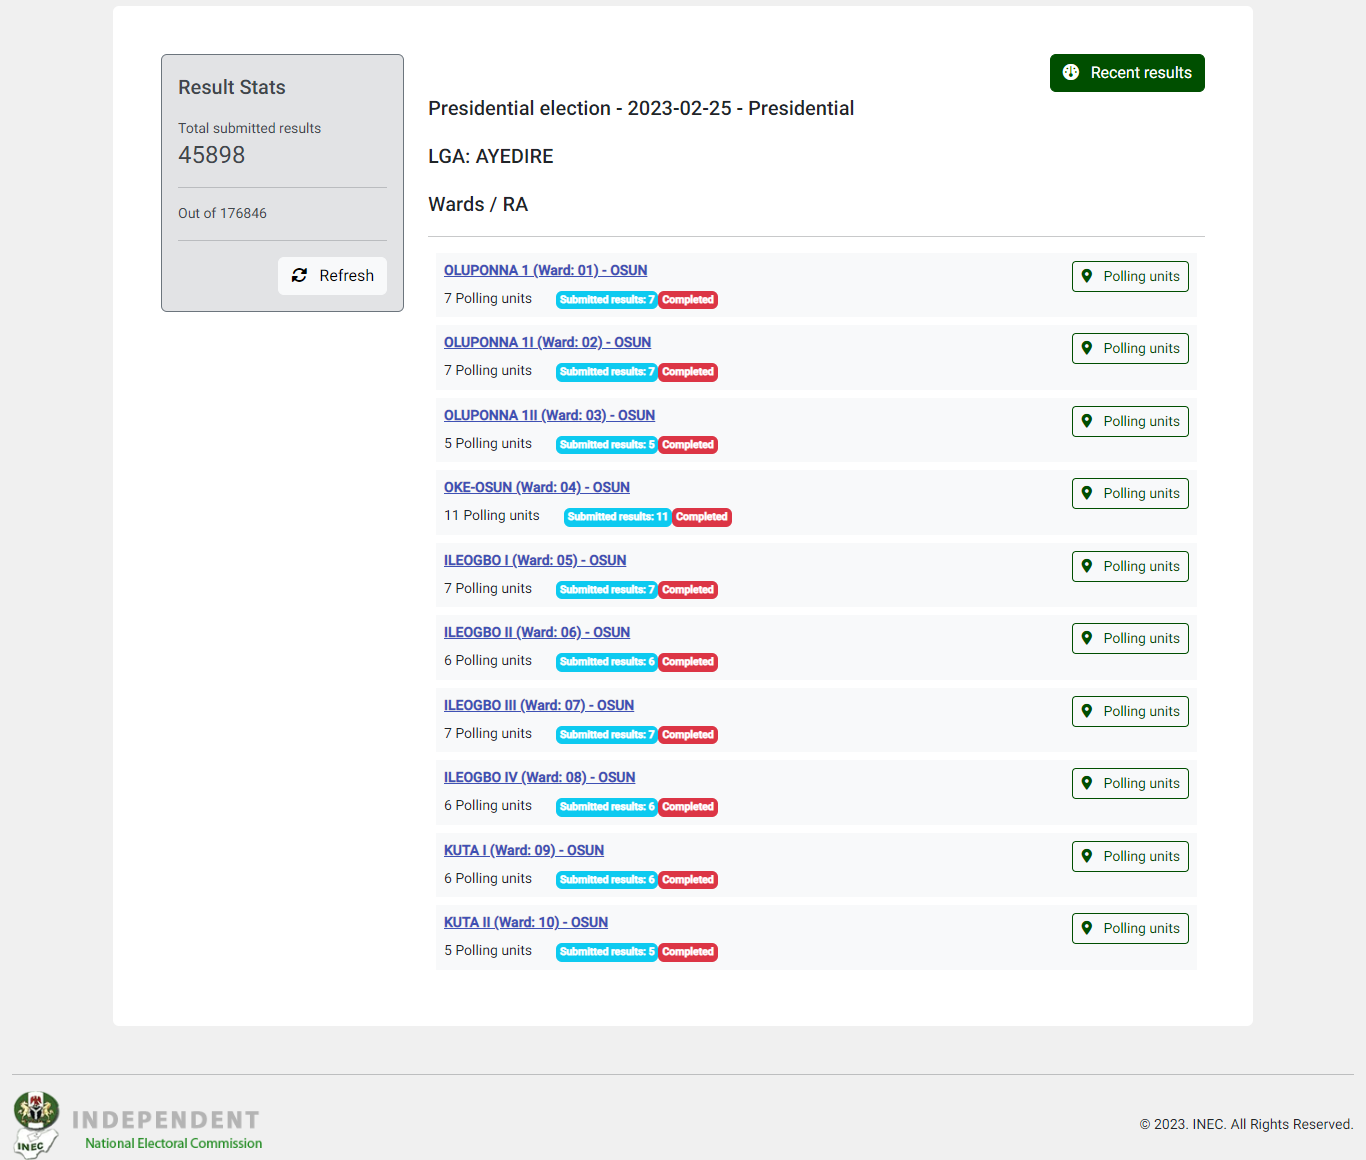 Result Stats
Total submitted results
45898
Out of 176846
Refresh
Recent results
Presidential election - 2023-02-25 - Presidential
LGA: AYEDIRE
Wards / RA
OLUPONNA 1 (Ward: 01) - OSUN
7 Polling units Submitted results: 7 Completed
Polling units
OLUPONNA 1I (Ward: 02) - OSUN
7 Polling units Submitted results: 7 Completed
Polling units
OLUPONNA 1II (Ward: 03) - OSUN
5 Polling units Submitted results: 5 Completed
Polling units
OKE-OSUN (Ward: 04) - OSUN
11 Polling units Submitted results: 11 Completed
Polling units
ILEOGBO I (Ward: 05) - OSUN
7 Polling units Submitted results: 7 Completed
Polling units
ILEOGBO II (Ward: 06) - OSUN
6 Polling units Submitted results: 6 Completed
Polling units
ILEOGBO III (Ward: 07) - OSUN
7 Polling units Submitted results: 7 Completed
Polling units
ILEOGBO IV (Ward: 08) - OSUN
6 Polling units Submitted results: 6 Completed
Polling units
KUTA I (Ward: 09) - OSUN
6 Polling units Submitted results: 6 Completed
Polling units
KUTA II (Ward: 10) - OSUN
5 Polling units Submitted results: 5 Completed
Polling units
INEC
INDEPENDENT
National Electoral Commission
© 2023. INEC. All Rights Reserved.